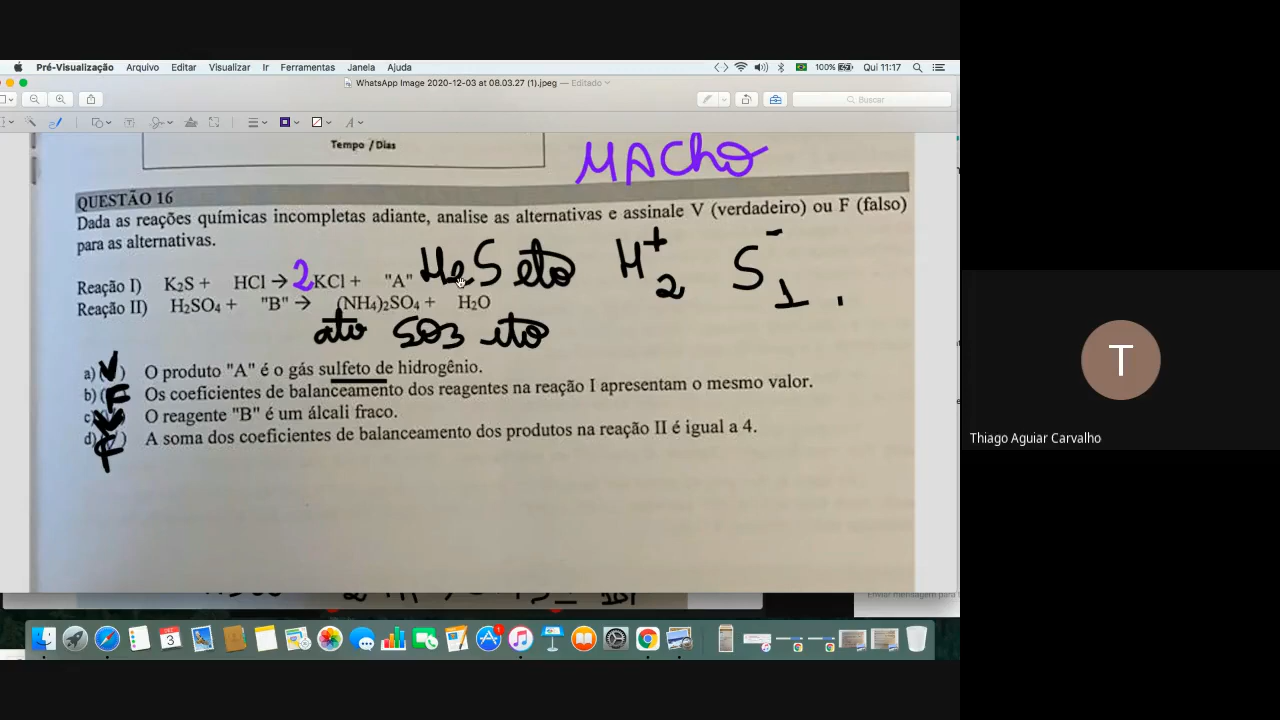 Pré-Visualização Arquivo Editar Visualizar Ir Ferramentas Janela Ajuda 100% Qui 11:17
WhatsApp Image 2020-12-03 at 08.03.27 (1).jpeg — Editado
Buscar
Tempo /Dias
MACHO
QUESTÃO 16
Dada as reações químicas incompletas adiante, analise as alternativas e assinale V (verdadeiro) ou F (falso)
para as alternativas.
Reação I) K2S + HCl → 2 KCl + "A" H2S eto H+ 2 S- 1
Reação II) H2SO4 + "B" → (NH4)2SO4 + H2O
ato SO3 ito
a) (V) O produto "A" é o gás sulfeto de hidrogênio.
b) (F) Os coeficientes de balanceamento dos reagentes na reação I apresentam o mesmo valor.
c) (V) O reagente "B" é um álcali fraco.
d) (F) A soma dos coeficientes de balanceamento dos produtos na reação II é igual a 4.
T
Thiago Aguiar Carvalho
Enviar mensagem para
DEZ
3